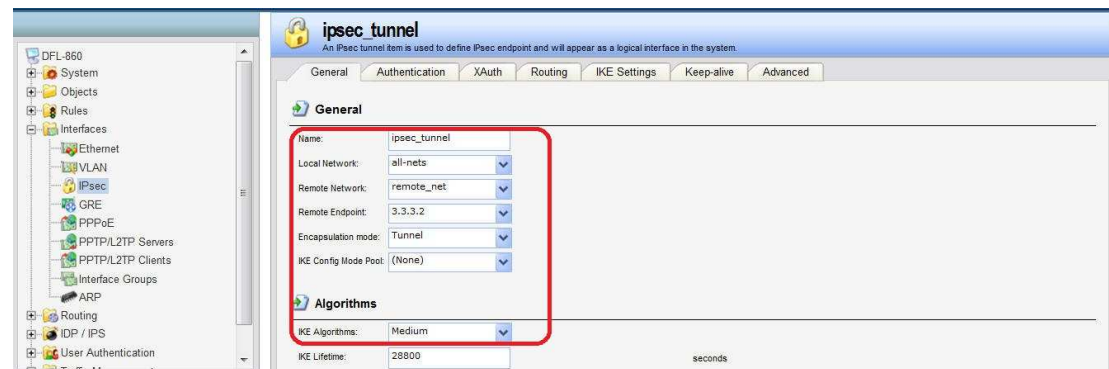 ipsec_tunnel
An IPsec tunnel item is used to define IPsec endpoint and will appear as a logical interface in the system.
DFL-860
System
Objects
Rules
Interfaces
Ethernet
VLAN
IPsec
GRE
PPPoE
PPTP/L2TP Servers
PPTP/L2TP Clients
Interface Groups
ARP
Routing
IDP / IPS
User Authentication
General Authentication XAuth Routing IKE Settings Keep-alive Advanced
General
Name: ipsec_tunnel
Local Network: all-nets
Remote Network: remote_net
Remote Endpoint: 3.3.3.2
Encapsulation mode: Tunnel
IKE Config Mode Pool: (None)
Algorithms
IKE Algorithms: Medium
IKE Lifetime: 28800 seconds